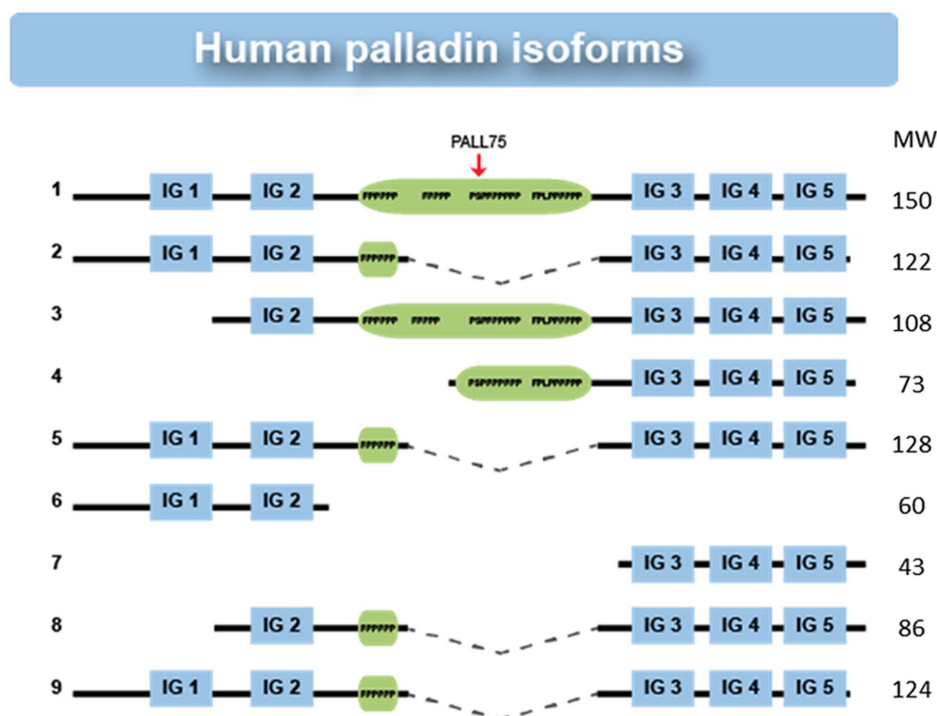 Human palladin isoforms
PALL75
MW
1 IG 1 IG 2 IG 3 IG 4 IG 5 150
2 IG 1 IG 2 IG 3 IG 4 IG 5 122
3 IG 2 IG 3 IG 4 IG 5 108
4 IG 3 IG 4 IG 5 73
5 IG 1 IG 2 IG 3 IG 4 IG 5 128
6 IG 1 IG 2 60
7 IG 3 IG 4 IG 5 43
8 IG 2 IG 3 IG 4 IG 5 86
9 IG 1 IG 2 IG 3 IG 4 IG 5 124